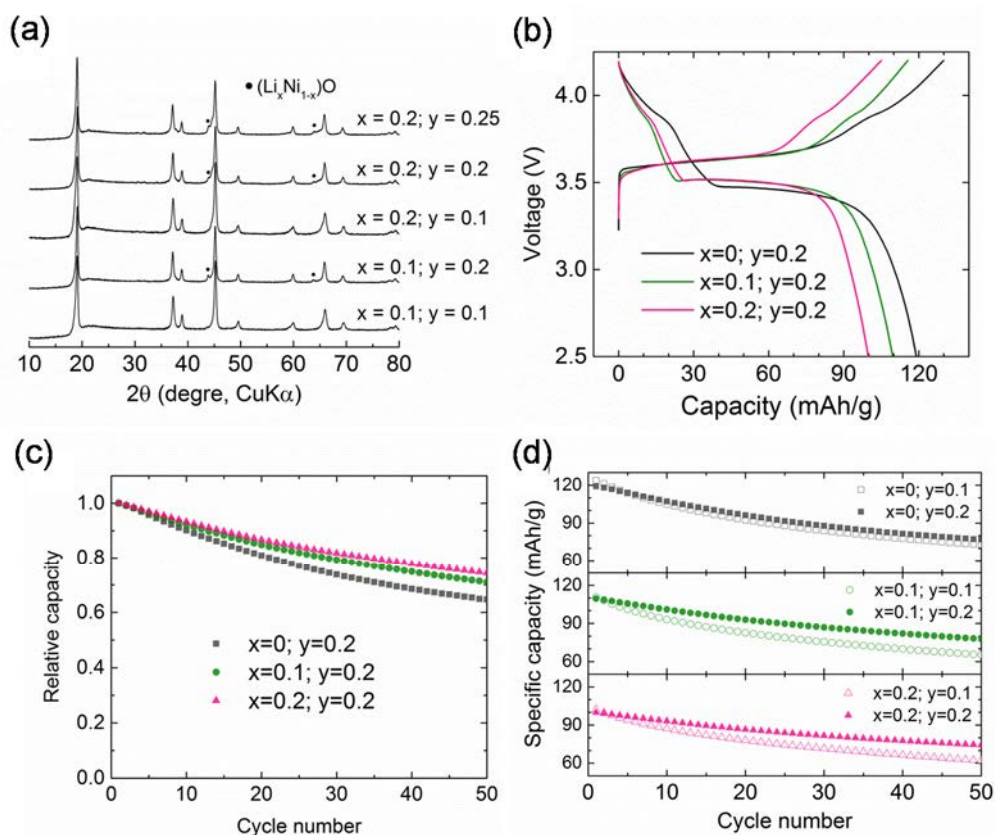 (a)
• (LiₓNi₁₋ₓ)O
x = 0.2; y = 0.25
x = 0.2; y = 0.2
x = 0.2; y = 0.1
x = 0.1; y = 0.2
x = 0.1; y = 0.1
10 20 30 40 50 60 70 80
2θ (degre, CuKα)
(b)
4.0
3.5
3.0
2.5
Voltage (V)
x=0; y=0.2
x=0.1; y=0.2
x=0.2; y=0.2
0 30 60 90 120
Capacity (mAh/g)
(c)
1.0
0.8
0.6
0.4
0.2
0.0
Relative capacity
x=0; y=0.2
x=0.1; y=0.2
x=0.2; y=0.2
0 10 20 30 40 50
Cycle number
(d)
Specific capacity (mAh/g)
120
90
60
x=0; y=0.1
x=0; y=0.2
120
90
60
x=0.1; y=0.1
x=0.1; y=0.2
120
90
60
x=0.2; y=0.1
x=0.2; y=0.2
0 10 20 30 40 50
Cycle number